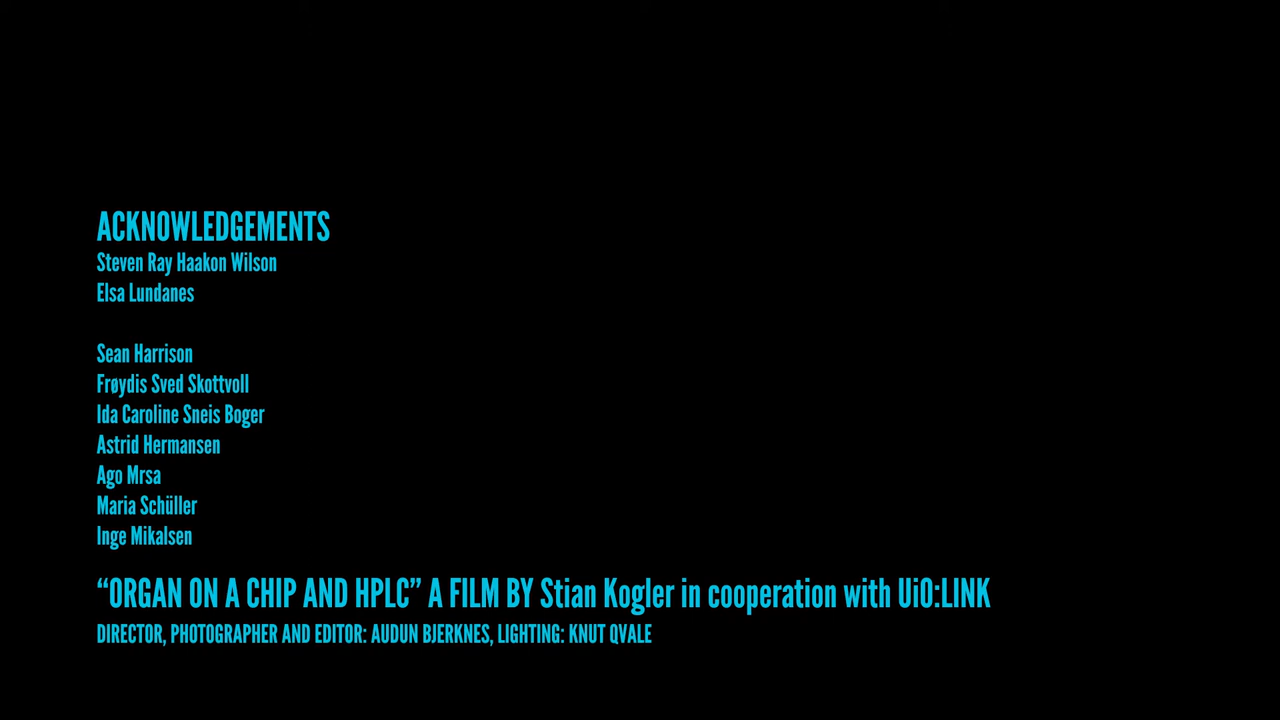 ACKNOWLEDGEMENTS
Steven Ray Haakon Wilson
Elsa Lundanes
Sean Harrison
Frøydis Sved Skottvoll
Ida Caroline Sneis Boger
Astrid Hermansen
Ago Mrsa
Maria Schüller
Inge Mikalsen
“ORGAN ON A CHIP AND HPLC” A FILM BY Stian Kogler in cooperation with UiO:LINK
DIRECTOR, PHOTOGRAPHER AND EDITOR: AUDUN BJERKNES, LIGHTING: KNUT QVALE